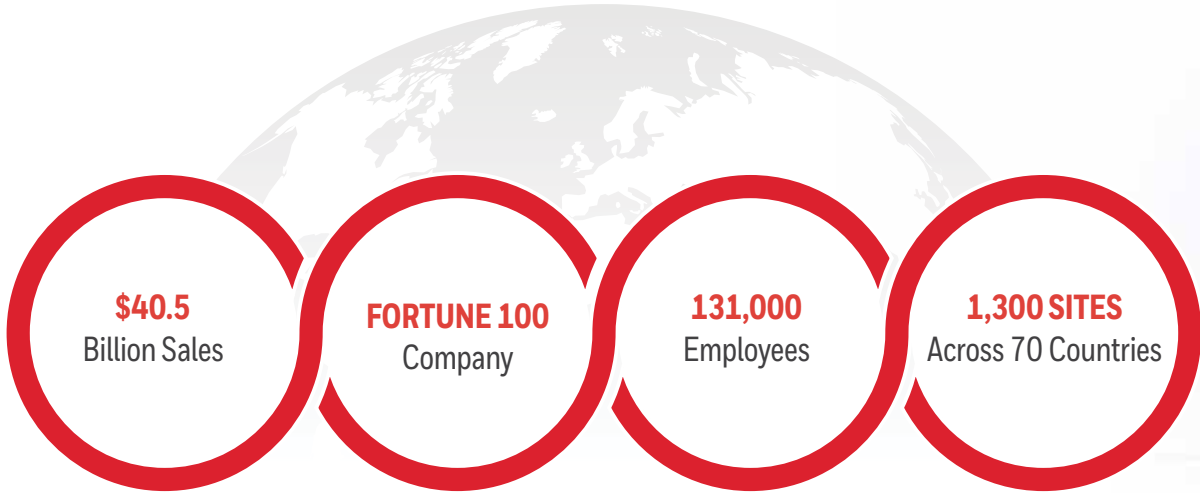 $40.5
Billion Sales
FORTUNE 100
Company
131,000
Employees
1,300 SITES
Across 70 Countries